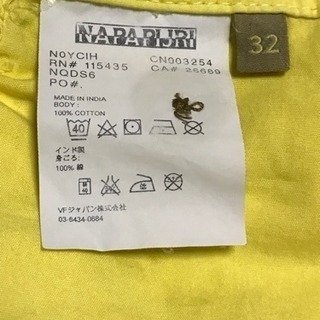 NAPAPIJRI
32
N0YCIH CN003254
RN# 115435 CA# 26689
NQDS6
PO#.
MADE IN INDIA
BODY :
100% COTTON
40
インド製
身ごろ:
100% 綿
40
VFジャパン株式会社
03-6434-0684